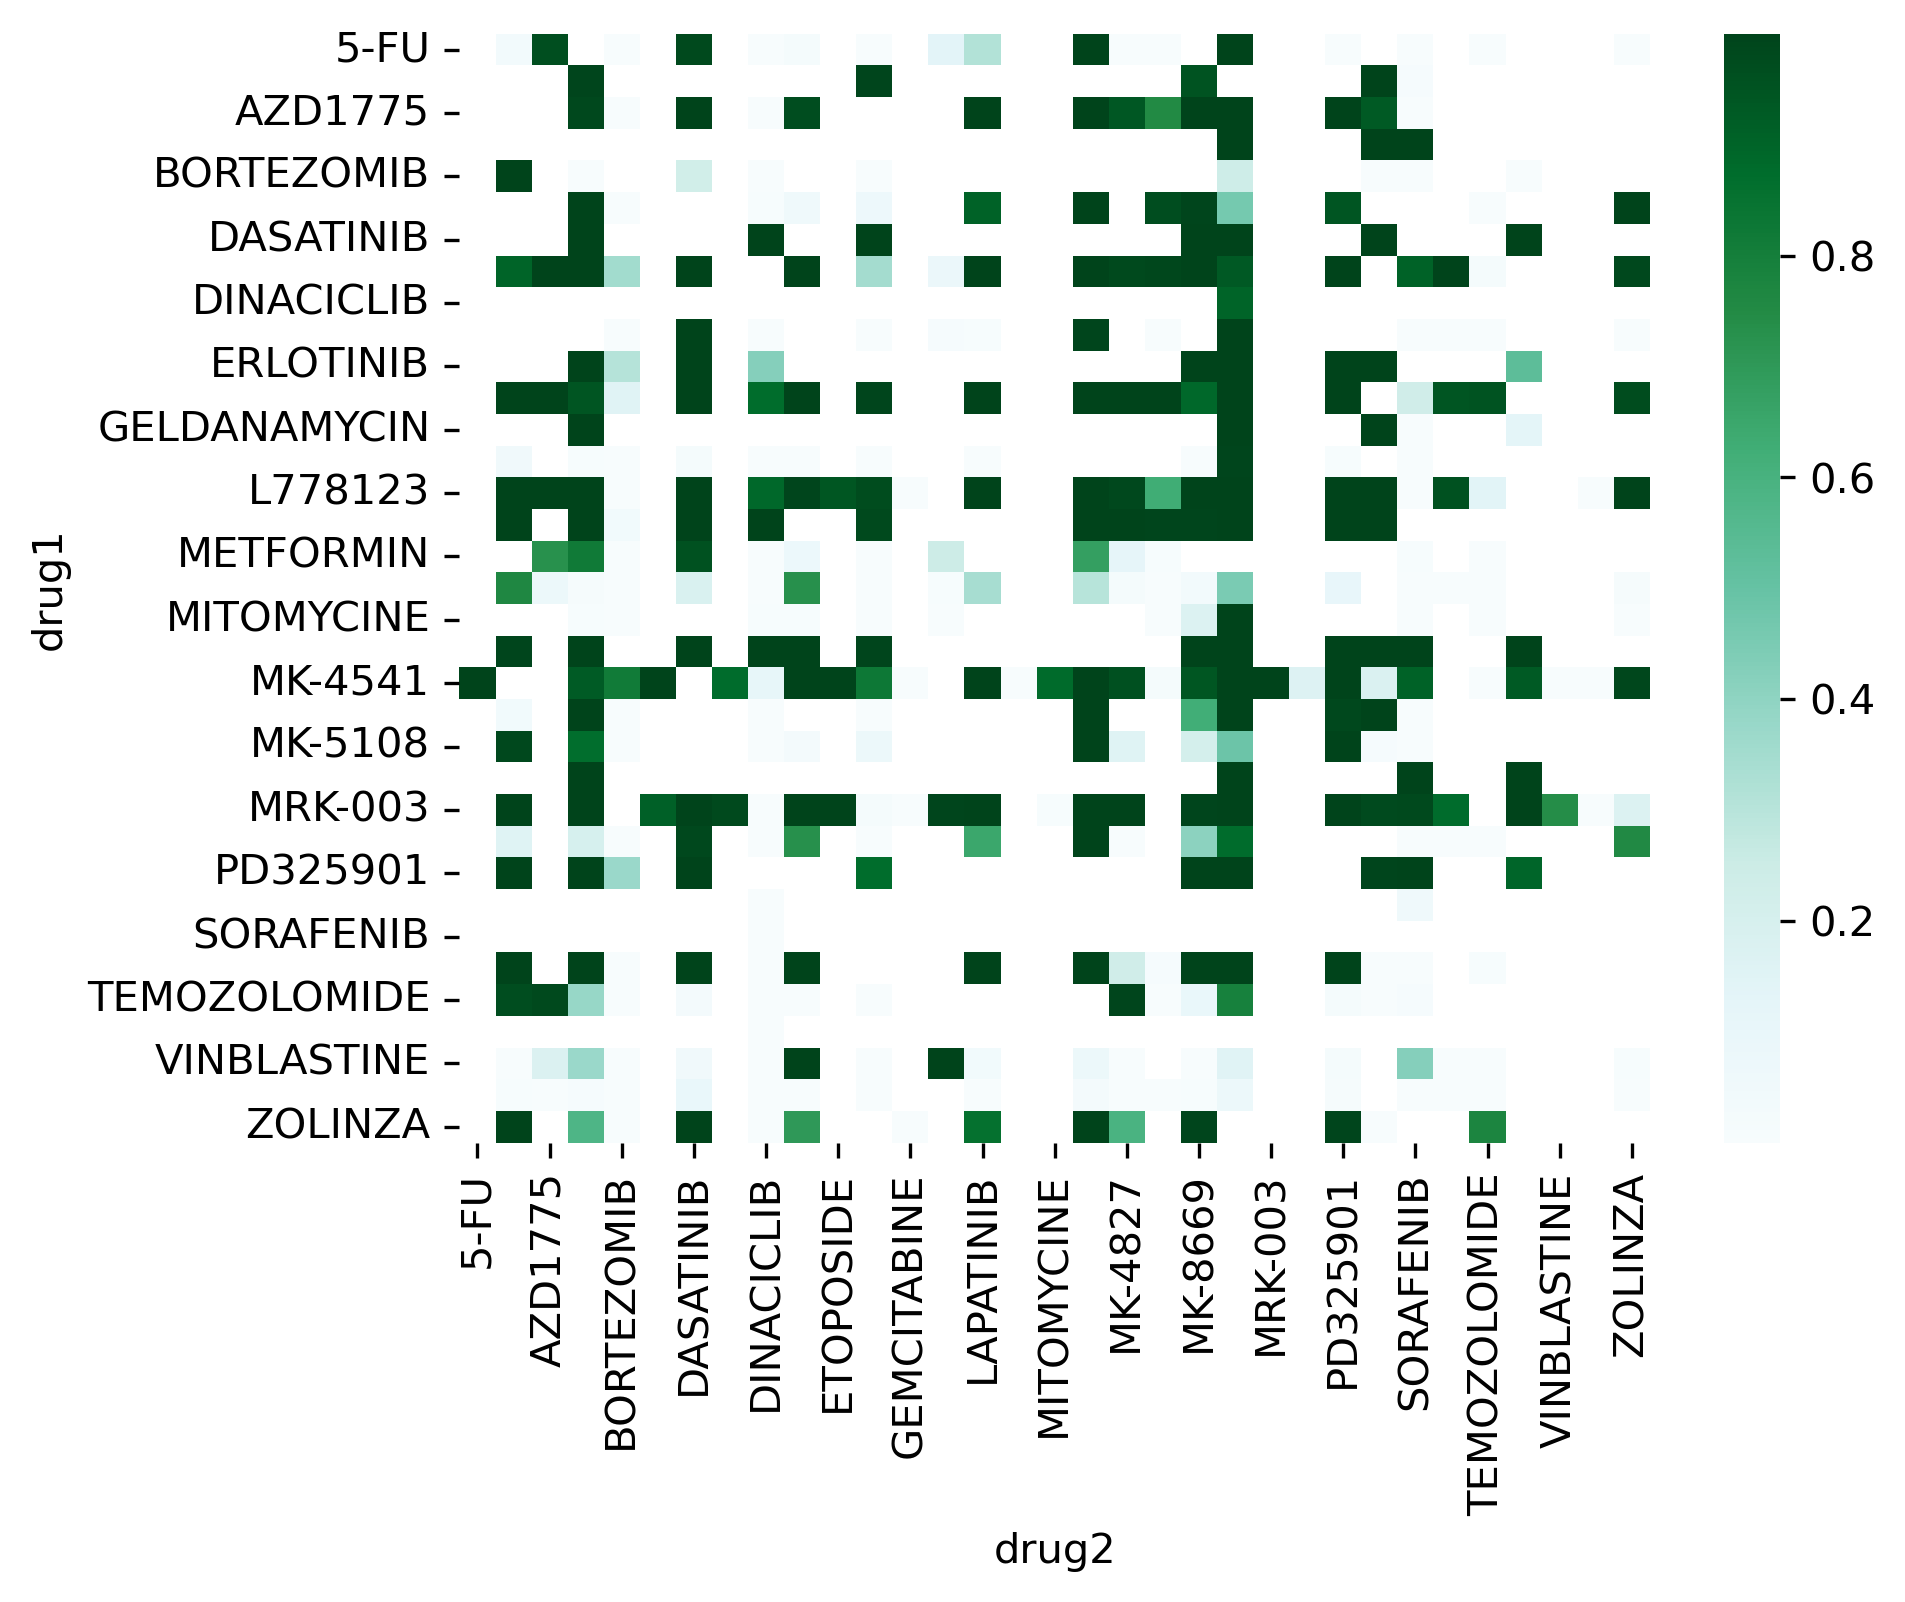 drug1
5-FU
AZD1775
BORTEZOMIB
DASATINIB
DINACICLIB
ERLOTINIB
GELDANAMYCIN
L778123
METFORMIN
MITOMYCINE
MK-4541
MK-5108
MRK-003
PD325901
SORAFENIB
TEMOZOLOMIDE
VINBLASTINE
ZOLINZA
5-FU
AZD1775
BORTEZOMIB
DASATINIB
DINACICLIB
ETOPOSIDE
GEMCITABINE
LAPATINIB
MITOMYCINE
MK-4827
MK-8669
MRK-003
PD325901
SORAFENIB
TEMOZOLOMIDE
VINBLASTINE
ZOLINZA
drug2
0.8
0.6
0.4
0.2